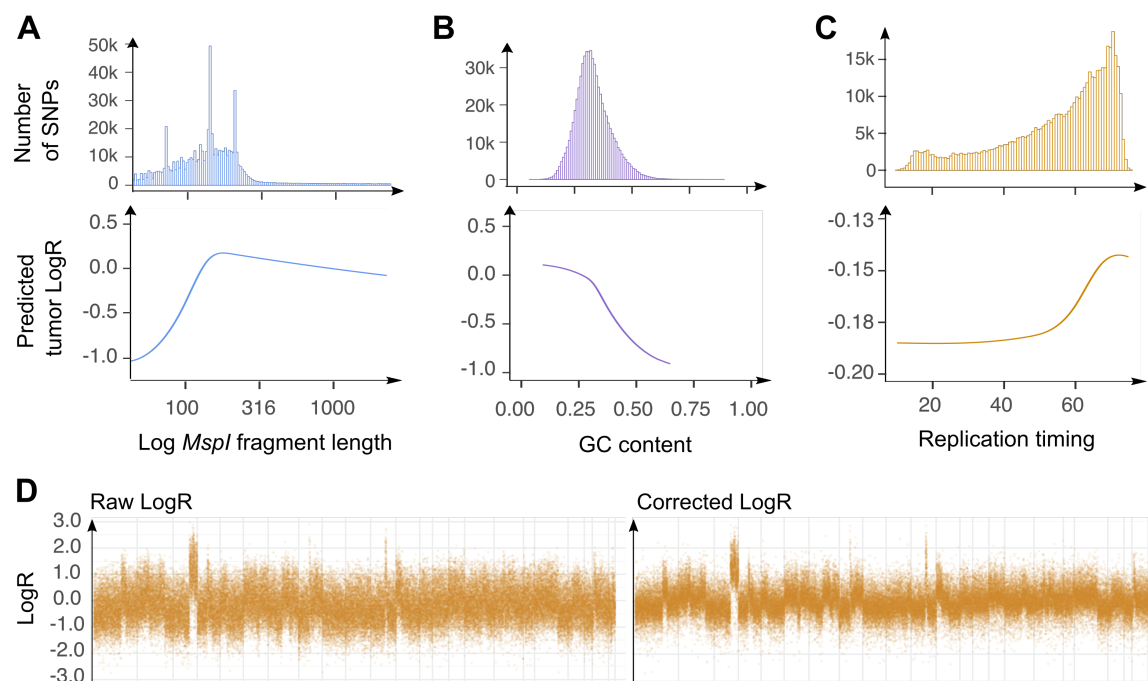 A
B
C
Number
of SNPs
50k
40k
30k
20k
10k
0
30k
20k
10k
0
15k
10k
5k
0
Predicted
tumor LogR
0.5
0.0
-0.5
-1.0
100
316
1000
Log MspI fragment length
0.5
0.0
-0.5
-1.0
0.00
0.25
0.50
0.75
1.00
GC content
-0.13
-0.15
-0.18
-0.20
20
40
60
Replication timing
D
Raw LogR
Corrected LogR
LogR
3.0
2.0
1.0
0.0
-1.0
-2.0
-3.0